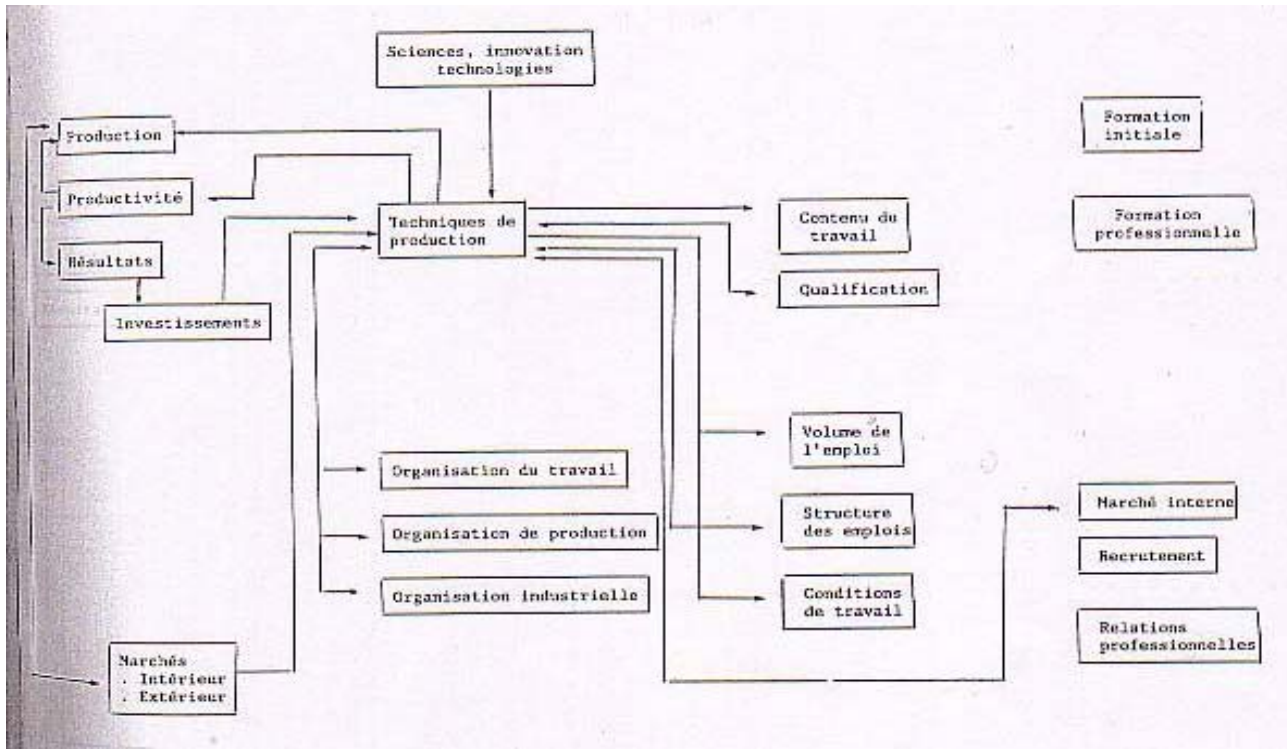 Sciences, innovation
technologies
Production
Formation
initiale
Productivité
Techniques de
production
Contenu du
travail
Formation
professionnelle
Résultats
Qualification
Investissements
Volume de
l'emploi
Organisation du travail
Organisation de production
Organisation industrielle
Structure
des emplois
Conditions
de travail
Marché interne
Recrutement
Relations
professionnelles
Marchés
. Intérieur
. Extérieur